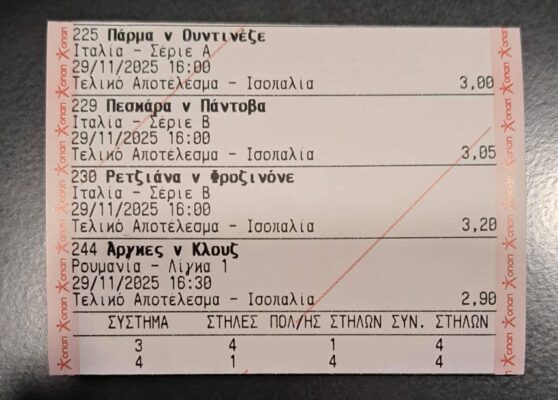 225 Πάρμα v Ουντινέζε
Ιταλία - Σέριε Α
29/11/2025 16:00
Τελικό Αποτέλεσμα - Ισοπαλία 3,00
229 Πεσκάρα v Πάντοβα
Ιταλία - Σέριε Β
29/11/2025 16:00
Τελικό Αποτέλεσμα - Ισοπαλία 3,05
230 Ρετζιάνα v Φροζινόνε
Ιταλία - Σέριε Β
29/11/2025 16:00
Τελικό Αποτέλεσμα - Ισοπαλία 3,20
244 Άργκες v Κλουζ
Ρουμανία - Λίγκα 1
29/11/2025 16:30
Τελικό Αποτέλεσμα - Ισοπαλία 2,90
ΣΥΣΤΗΜΑ ΣΤΗΛΕΣ ΠΟΛ/ΗΣ ΣΤΗΛΩΝ ΣΥΝ. ΣΤΗΛΩΝ
3 4 1 4
4 1 4 4
οπαπ